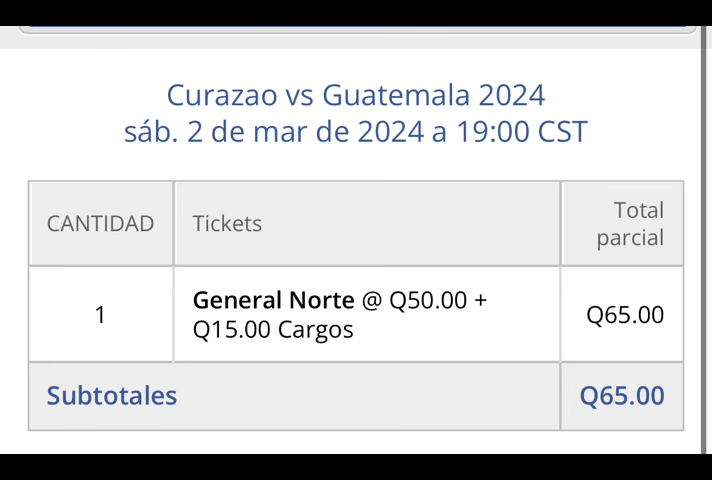 Curazao vs Guatemala 2024
sáb. 2 de mar de 2024 a 19:00 CST
CANTIDAD
Tickets
Total
parcial
1
General Norte @ Q50.00 +
Q15.00 Cargos
Q65.00
Subtotales
Q65.00